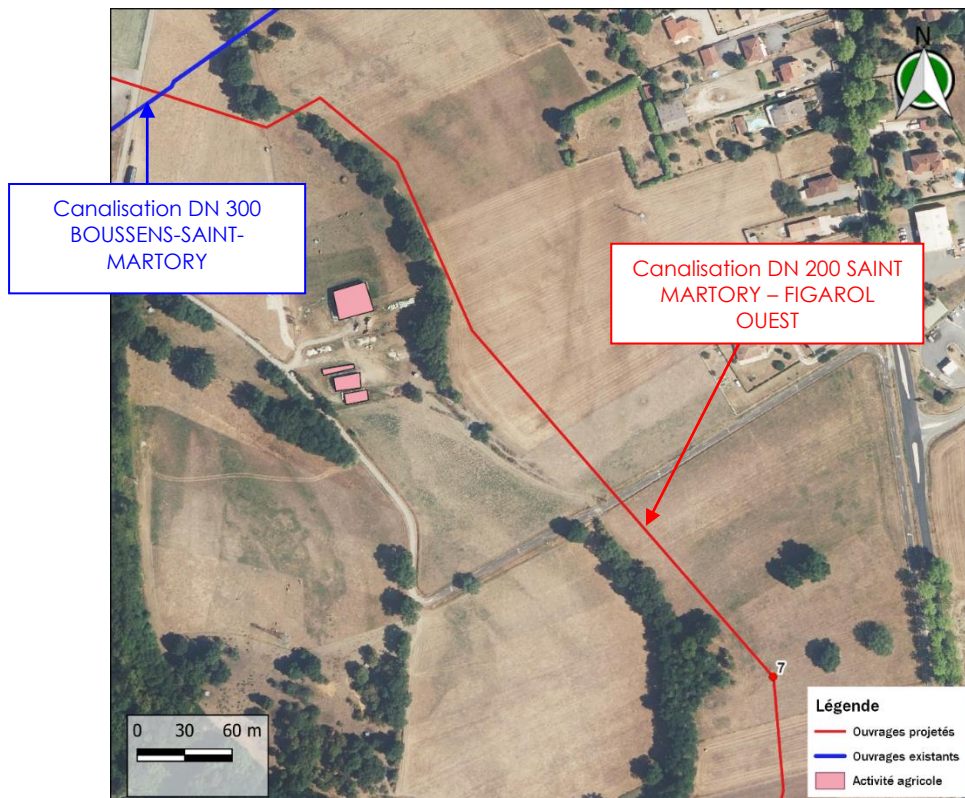 N
Canalisation DN 300
BOUSSENS-SAINT-
MARTORY
Canalisation DN 200 SAINT
MARTORY – FIGAROL
OUEST
7
0 30 60 m
Légende
Ouvrages projetés
Ouvrages existants
Activité agricole